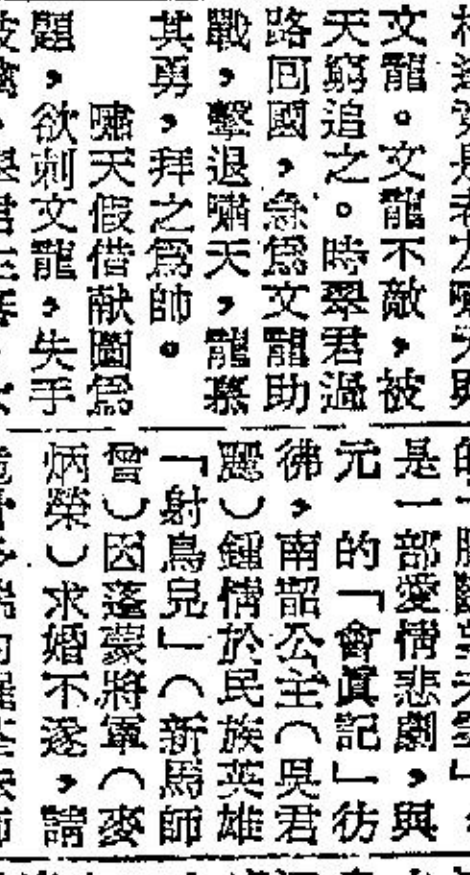 文龍。文龍不敵,被
天窮追之。時翠君過
路回國,急爲文龍助
戰,擊退嘯天,龍慕
其勇,拜之爲師。
嘯天假借献圖爲
題,欲刺文龍,失手
是一部愛情悲劇,與
元 的「會眞記」彷
彿,南韶公主(吳君
麗)鍾情於民族英雄
「射鳥兒」(新馬師
曾)因蓬蒙將軍(麥
炳榮)求婚不遂,請